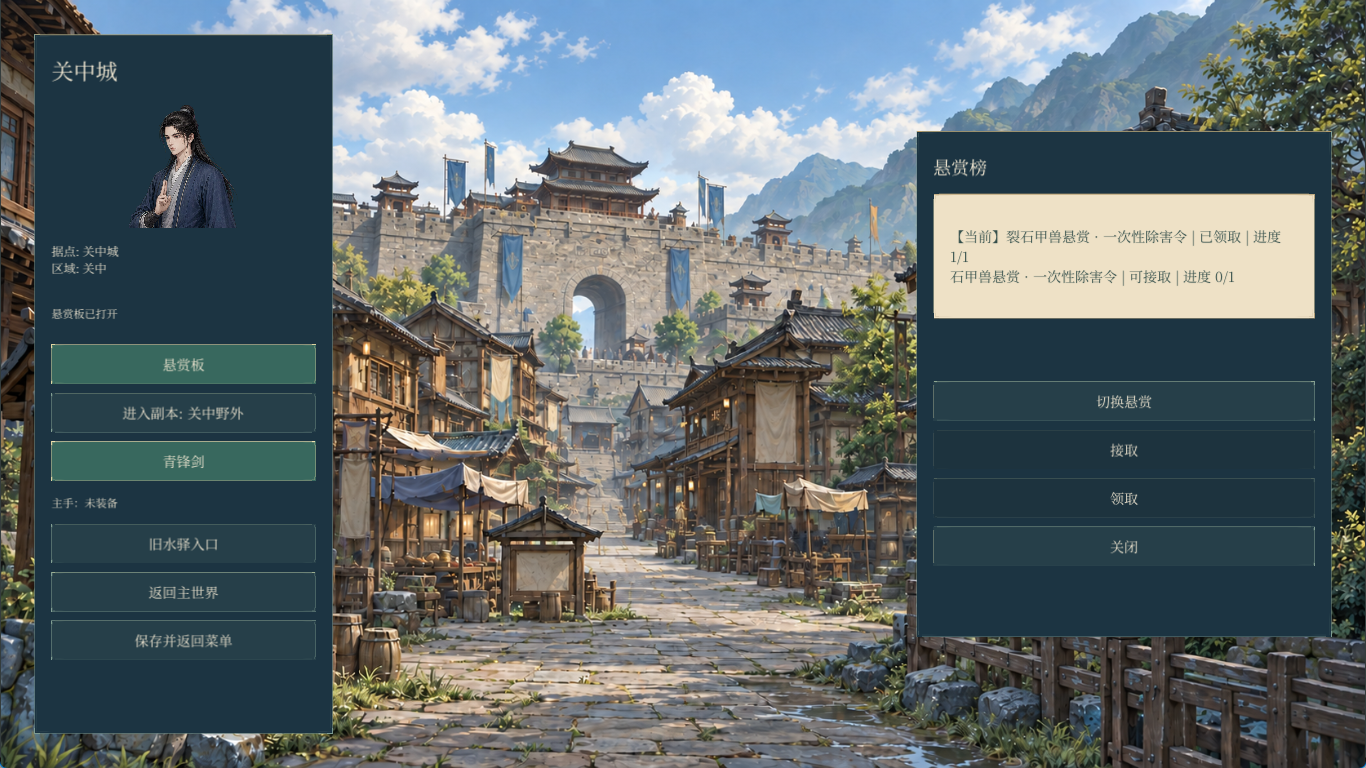 关中城
据点: 关中城
区域: 关中
悬赏板已打开
悬赏板
进入副本: 关中野外
青锋剑
主手: 未装备
旧水驿入口
返回主世界
保存并返回菜单
悬赏榜
【当前】裂石甲兽悬赏 · 一次性除害令 | 已领取 | 进度
1/1
石甲兽悬赏 · 一次性除害令 | 可接取 | 进度 0/1
切换悬赏
接取
领取
关闭